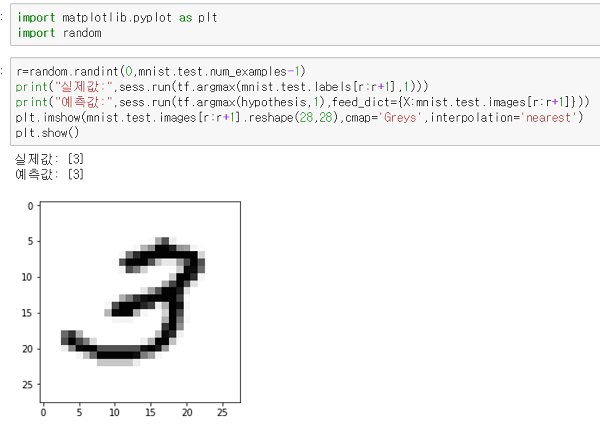 : import matplotlib.pyplot as plt
import random
: r=random.randint(0,mnist.test.num_examples-1)
print("실제값:",sess.run(tf.argmax(mnist.test.labels[r:r+1],1)))
print("예측값:",sess.run(tf.argmax(hypothesis,1),feed_dict={X:mnist.test.images[r:r+1]}))
plt.imshow(mnist.test.images[r:r+1].reshape(28,28),cmap='Greys',interpolation='nearest')
plt.show()
실제값: [3]
예측값: [3]
0
5
10
15
20
25
3
0 5 10 15 20 25